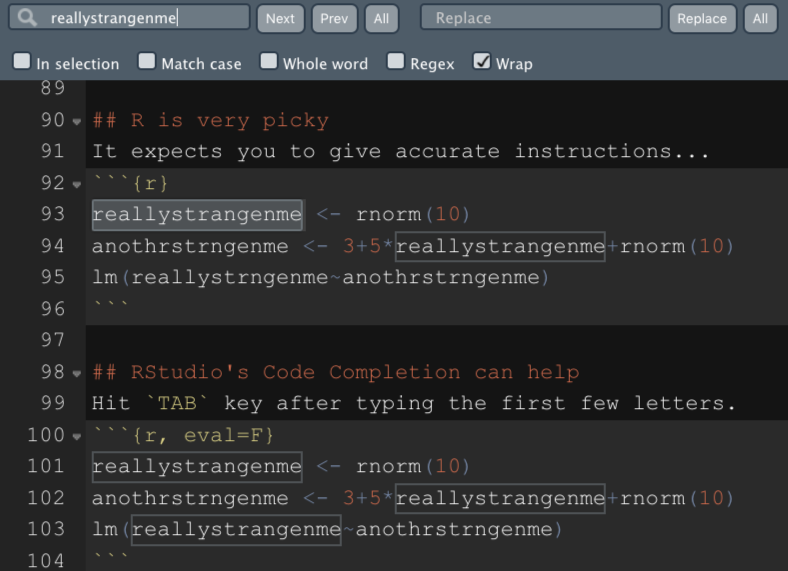 reallystrangenme Next Prev All Replace Replace All
In selection Match case Whole word Regex Wrap
89
90 ## R is very picky
91 It expects you to give accurate instructions...
92 ```{r}
93 reallystrangenme <- rnorm(10)
94 anothrstrngenme <- 3+5*reallystrangenme+rnorm(10)
95 lm(reallystrngenme~anothrstrngenme)
96 ```
97
98 ## RStudio's Code Completion can help
99 Hit `TAB` key after typing the first few letters.
100 ```{r, eval=F}
101 reallystrangenme <- rnorm(10)
102 anothrstrngenme <- 3+5*reallystrangenme+rnorm(10)
103 lm(reallystrangenme~anothrstrngenme)
104 ```